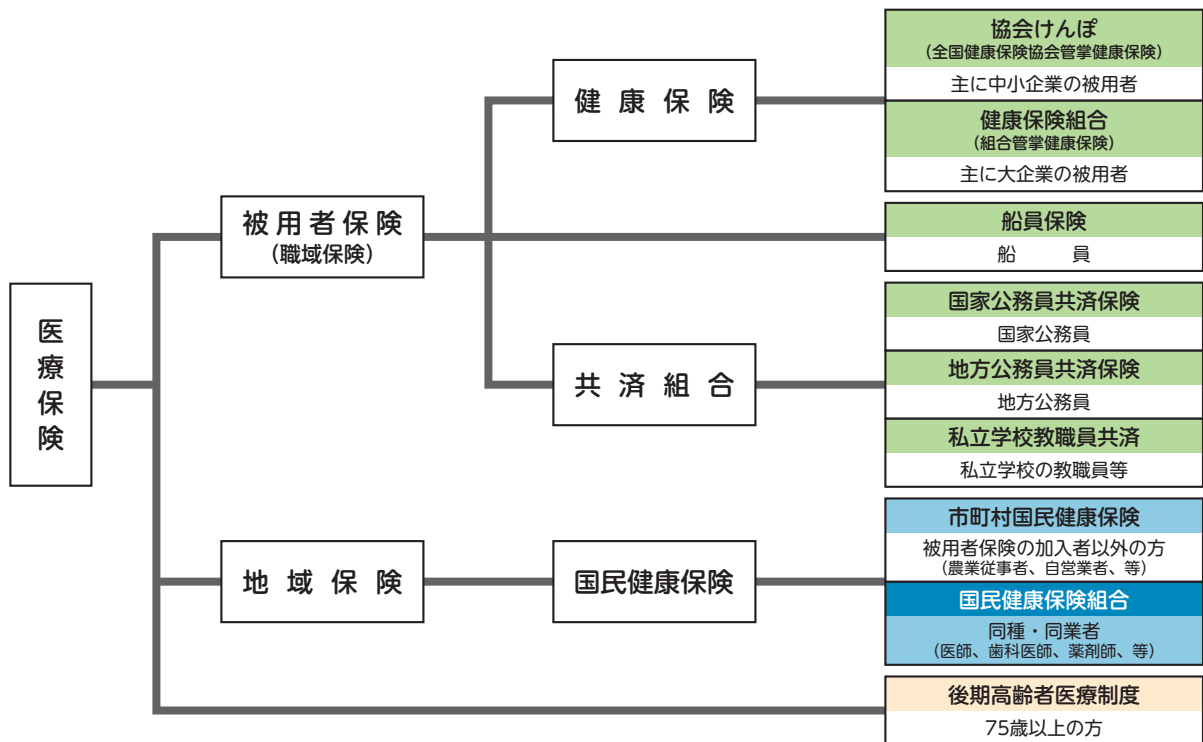 医療保険
被用者保険
（職域保険）
健康保険
協会けんぽ
（全国健康保険協会管掌健康保険）
主に中小企業の被用者
健康保険組合
（組合管掌健康保険）
主に大企業の被用者
船員保険
船　　員
共済組合
国家公務員共済保険
国家公務員
地方公務員共済保険
地方公務員
私立学校教職員共済
私立学校の教職員等
地域保険
国民健康保険
市町村国民健康保険
被用者保険の加入者以外の方
（農業従事者、自営業者、等）
国民健康保険組合
同種・同業者
（医師、歯科医師、薬剤師、等）
後期高齢者医療制度
75歳以上の方